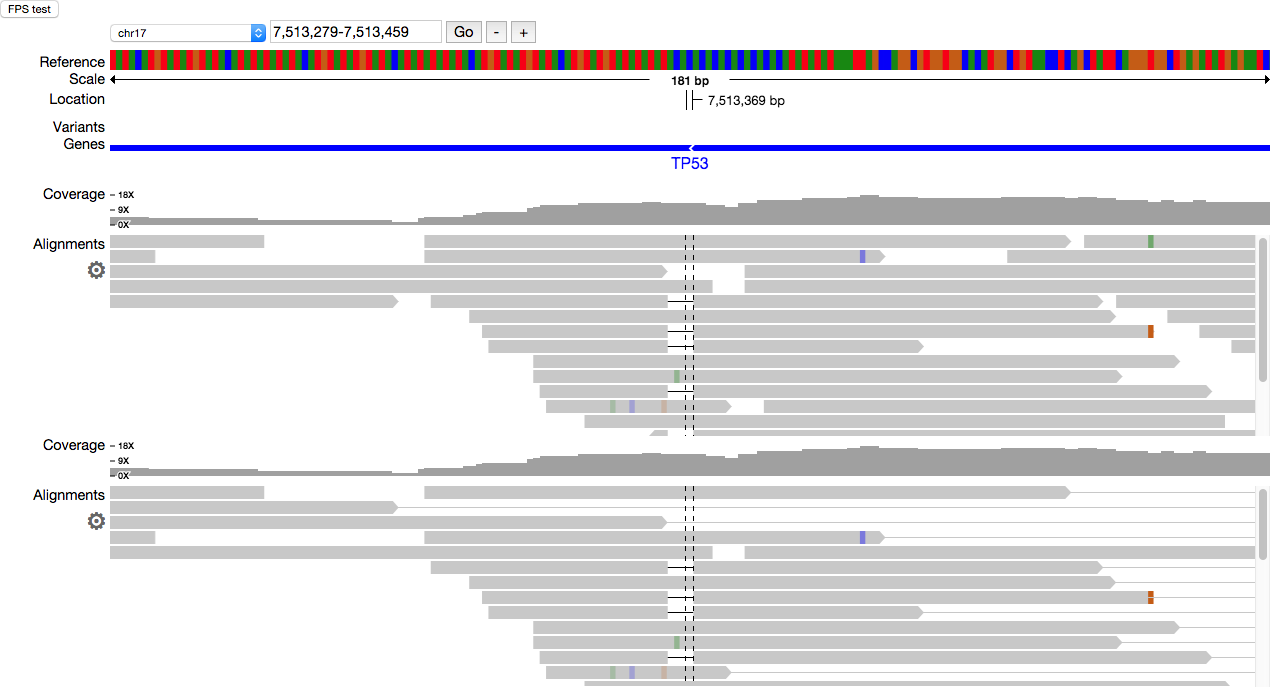 FPS test
chr17 7,513,279-7,513,459 Go - +
Reference
Scale 181 bp
Location 7,513,369 bp
Variants
Genes
TP53
Coverage 18X
9X
0X
Alignments
Coverage 18X
9X
0X
Alignments